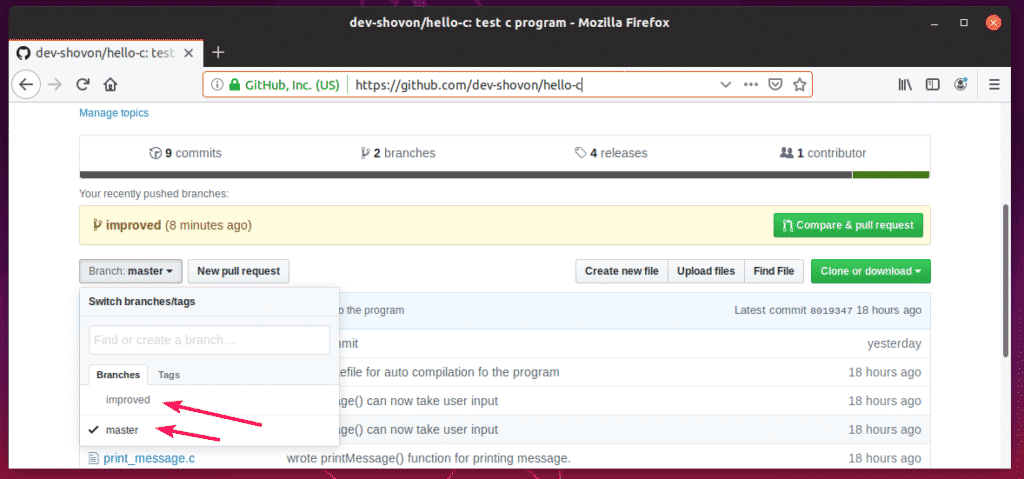 dev-shovon/hello-c: test c program - Mozilla Firefox
dev-shovon/hello-c: test
GitHub, Inc. (US) https://github.com/dev-shovon/hello-c
Manage topics
9 commits 2 branches 4 releases 1 contributor
Your recently pushed branches:
improved (8 minutes ago) Compare & pull request
Branch: master New pull request Create new file Upload files Find File Clone or download
Switch branches/tags
o the program Latest commit 8019347 18 hours ago
Find or create a branch...
mmit yesterday
Branches Tags
efile for auto compilation fo the program 18 hours ago
improved
age() can now take user input 18 hours ago
master
age() can now take user input 18 hours ago
print_message.c wrote printMessage() function for printing message. 18 hours ago